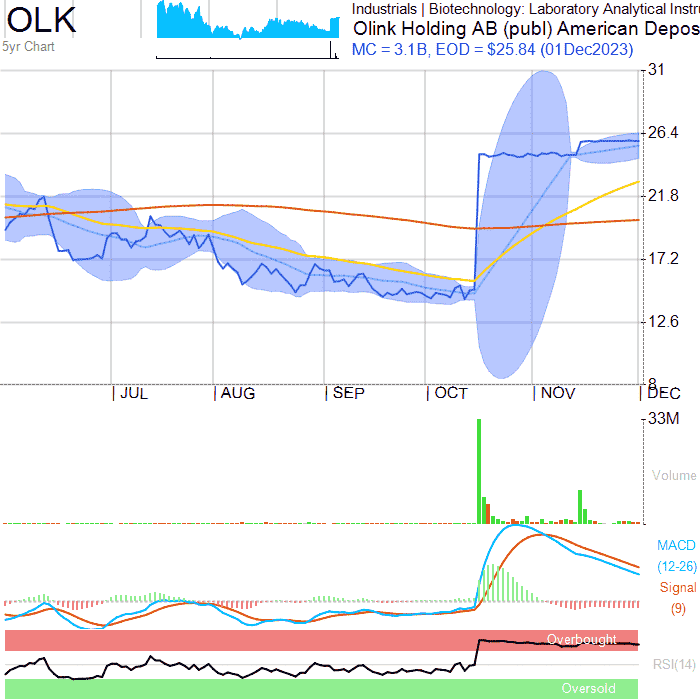 OLK
5yr Chart
Industrials | Biotechnology: Laboratory Analytical Instru
Olink Holding AB (publ) American Depos
MC = 3.1B, EOD = $25.84 (01Dec2023)
31
26.4
21.8
17.2
12.6
8
JUL AUG SEP OCT NOV DEC
33M
Volume
MACD
(12-26)
Signal
(9)
Overbought
RSI(14)
Oversold